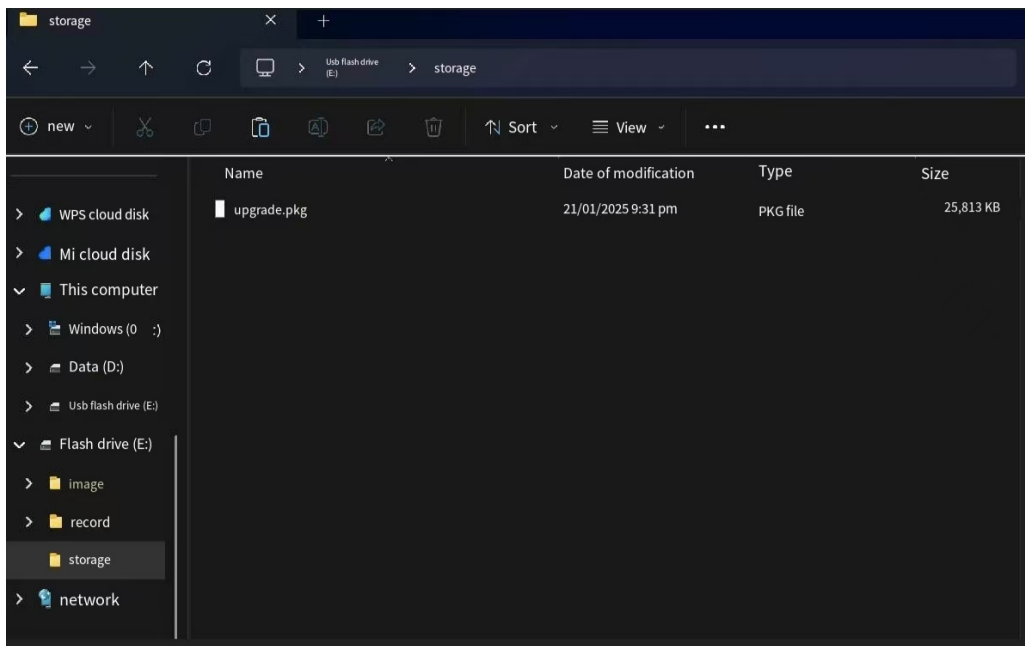 storage
Usb flash drive
(E:)
storage
new
Sort
View
Name Date of modification Type Size
upgrade.pkg 21/01/2025 9:31 pm PKG file 25,813 KB
WPS cloud disk
Mi cloud disk
This computer
Windows (0 :)
Data (D:)
Usb flash drive (E:)
Flash drive (E:)
image
record
storage
network